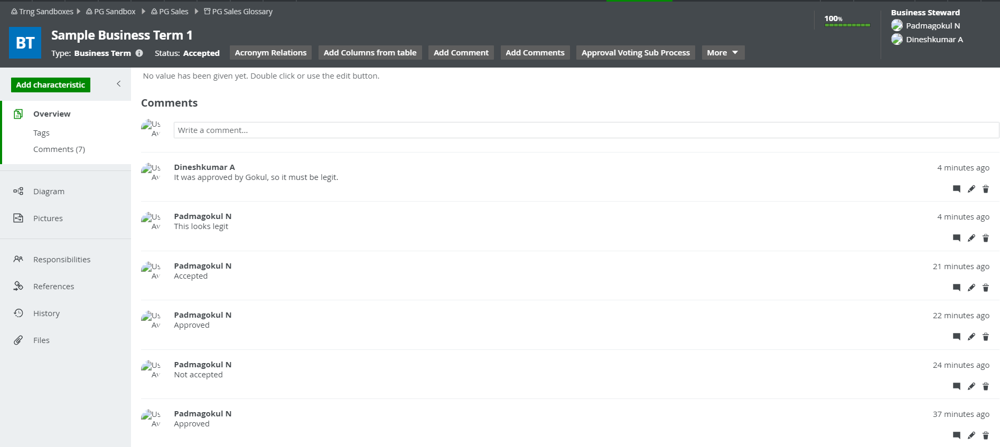 Trng Sandboxes PG Sandbox PG Sales PG Sales Glossary
BT
Sample Business Term 1
Type: Business Term Status: Accepted
Acronym Relations
Add Columns from table
Add Comment
Add Comments
Approval Voting Sub Process
More
100%
Business Steward
Padmagokul N
Dineshkumar A
Add characteristic
Overview
Tags
Comments (7)
Diagram
Pictures
Responsibilities
References
History
Files
No value has been given yet. Double click or use the edit button.
Comments
Us
Av
Write a comment...
Us
Av
Dineshkumar A
4 minutes ago
It was approved by Gokul, so it must be legit.
Us
Av
Padmagokul N
4 minutes ago
This looks legit
Us
Av
Padmagokul N
21 minutes ago
Accepted
Us
Av
Padmagokul N
22 minutes ago
Approved
Us
Av
Padmagokul N
24 minutes ago
Not accepted
Us
Av
Padmagokul N
37 minutes ago
Approved